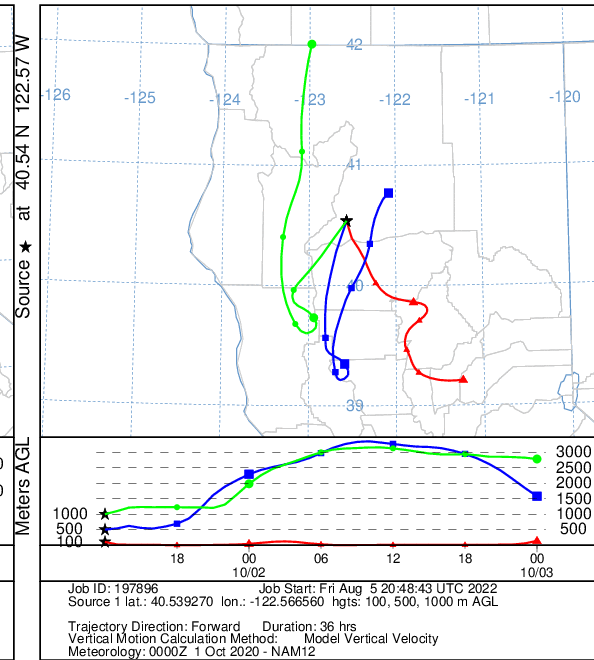 Source ★ at 40.54 N 122.57 W
42
-126 -125 -124 -123 -122 -121 -120
41
40
39
Meters AGL
3000
2500
2000
1500
1000 1000
500 500
100
18 00 06 12 18 00
10/02 10/03
Job ID: 197896 Job Start: Fri Aug 5 20:48:43 UTC 2022
Source 1 lat.: 40.539270 lon.: -122.566560 hgts: 100, 500, 1000 m AGL
Trajectory Direction: Forward Duration: 36 hrs
Vertical Motion Calculation Method: Model Vertical Velocity
Meteorology: 0000Z 1 Oct 2020 - NAM12